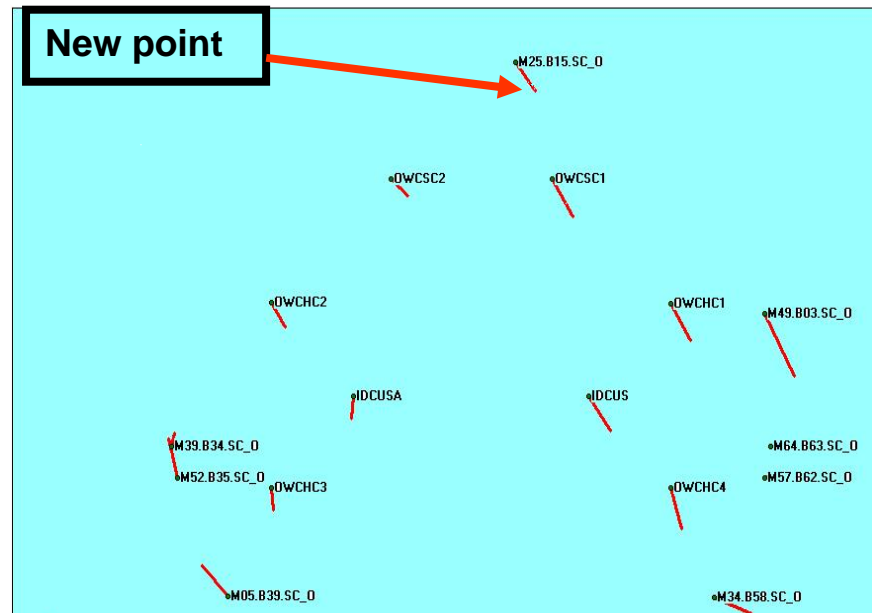 New point
M25.B15.SC_O
OWCSC2
OWCSC1
OWCHC2
OWCHC1
M49.B03.SC_O
IDCUSA
IDCUS
M39.B34.SC_O
M64.B63.SC_O
M52.B35.SC_O
M57.B62.SC_O
OWCHC3
OWCHC4
M05.B39.SC_O
M34.B58.SC_O